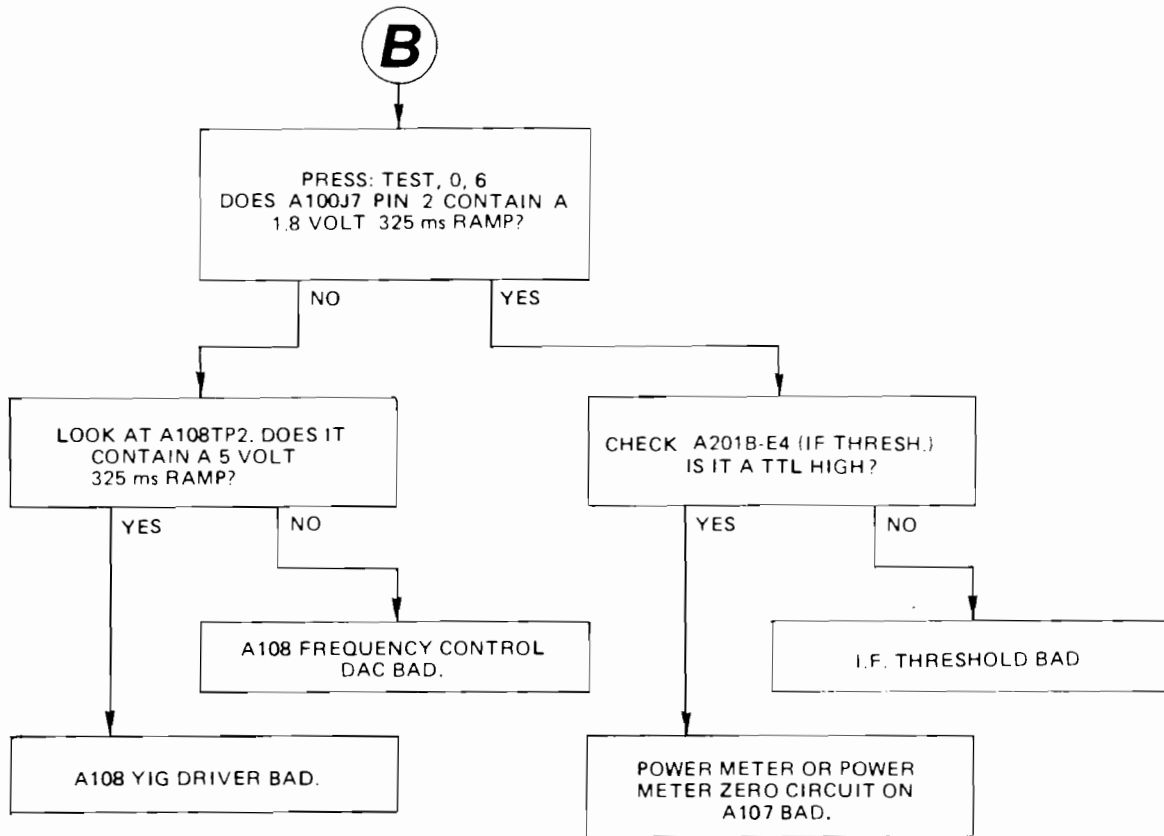 B
PRESS: TEST, 0, 6
DOES A100J7 PIN 2 CONTAIN A
1.8 VOLT 325 ms RAMP?
NO
YES
LOOK AT A108TP2. DOES IT
CONTAIN A 5 VOLT
325 ms RAMP?
CHECK A201B-E4 (IF THRESH.)
IS IT A TTL HIGH?
YES
NO
YES
NO
A108 FREQUENCY CONTROL
DAC BAD.
I.F. THRESHOLD BAD
A108 YIG DRIVER BAD.
POWER METER OR POWER
METER ZERO CIRCUIT ON
A107 BAD.